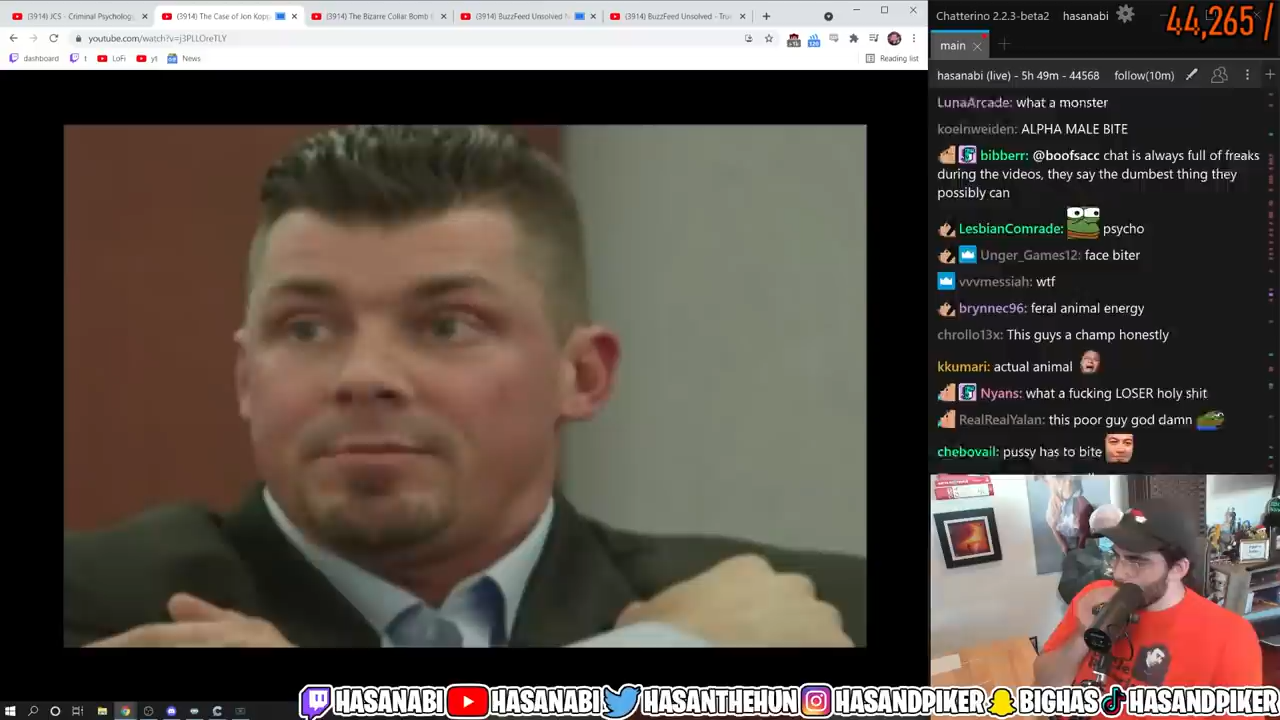 (3914) JCS - Criminal Psycholog
(3914) The Case of Jon Kopp
(3914) The Bizarre Collar Bomb
(3914) BuzzFeed Unsolved N
(3914) BuzzFeed Unsolved - Tru
youtube.com/watch?v=j3PLLOreTLY
dashboard
t
LoFi
yt
News
Reading list
Chatterino 2.2.3-beta2
hasanabi
44,265 /
main
hasanabi (live) - 5h 49m - 44568
follow(10m)
LunaArcade: what a monster
koelnweiden: ALPHA MALE BITE
bibberr: @boofsacc chat is always full of freaks
during the videos, they say the dumbest thing they
possibly can
LesbianComrade: psycho
Unger_Games12: face biter
vvvmessiah: wtf
brynnec96: feral animal energy
chrollo13x: This guys a champ honestly
kkumari: actual animal
Nyans: what a fucking LOSER holy shit
RealRealYalan: this poor guy god damn
chebovail: pussy has to bite
HASANABI HASANABI HASANTHEHUN HASANDPIKER BIGHAS HASANDPIKER